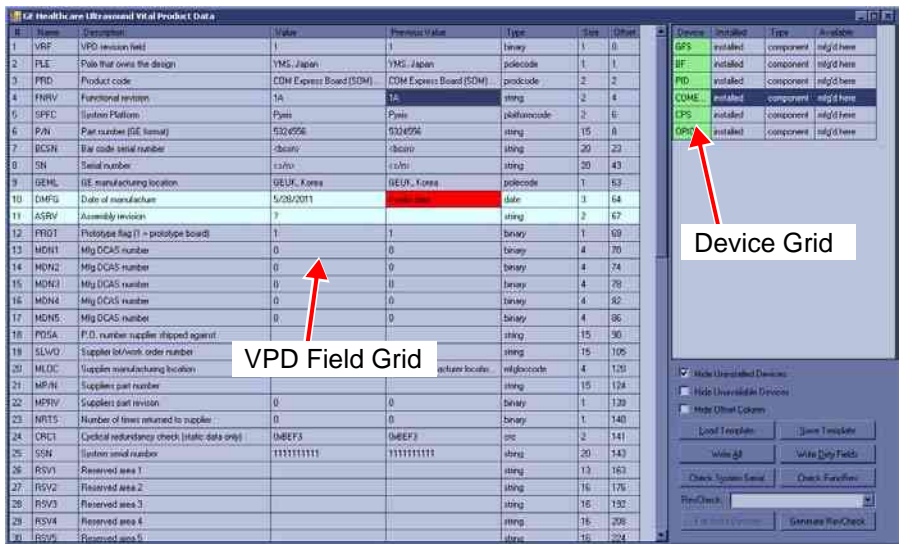 GE Healthcare Ultrasound Vital Product Data
# Name Description Value Previous Value Type Size Offset
1 VRF VPD revision field 1 1 binary 1 0
2 PLE Pole that owns the design YMS, Japan YMS, Japan polecode 1 1
3 PRD Product code COM Express Board (SOM)... COM Express Board (SOM)... prodcode 2 2
4 FNRV Functional revision 1A 1A string 2 4
5 SPFC System Platform platformcode 2 6
6 P/N Part number (GE format) 5324556 5324556 string 15 8
7 BCSN Bar code serial number <bcsn> <bcsn> string 20 23
8 SN Serial number <s/n> <s/n> string 20 43
9 GEML GE manufacturing location GEUK, Korea GEUK, Korea polecode 1 63
10 DMFG Date of manufacture 5/28/2011 date 3 64
11 ASRV Assembly revision ? string 2 67
12 PROT Prototype flag (1 = prototype board) 1 1 binary 1 69
13 MDN1 Mfg DCAS number 0 0 binary 4 70
14 MDN2 Mfg DCAS number 0 0 binary 4 74
15 MDN3 Mfg DCAS number 0 0 binary 4 78
16 MDN4 Mfg DCAS number 0 0 binary 4 82
17 MDN5 Mfg DCAS number 0 0 binary 4 86
18 POSA P.O. number supplier shipped against string 15 90
19 SLWO Supplier lot/work order number string 15 105
20 MLOC Supplier manufacturing location mfgloccode 4 120
21 MP/N Suppliers part number string 15 124
22 MPRV Suppliers part revison 0 0 binary 1 139
23 NRTS Number of times returned to supplier 0 0 binary 1 140
24 CRC1 Cyclical redundancy check (static data only) 0xBEF3 0xBEF3 crc 2 141
25 SSN System serial number 1111111111 1111111111 string 20 143
26 RSV1 Reserved area 1 string 13 163
27 RSV2 Reserved area 2 string 16 176
28 RSV3 Reserved area 3 string 16 192
29 RSV4 Reserved area 4 string 16 208
30 RSV5 Reserved area 5 string 16 224
VPD Field Grid
Device Installed Type Available
GFS installed component mfg'd here
BF installed component mfg'd here
PID installed component mfg'd here
COME... installed component mfg'd here
CPS installed component mfg'd here
installed component mfg'd here
Device Grid
Hide Uninstalled Devices
Hide Unavailable Devices
Hide Offset Column
Load Template Save Template
Write All Write Dirty Fields
Check System Serial Check FuncRev
RevCheck:
Generate RevCheck